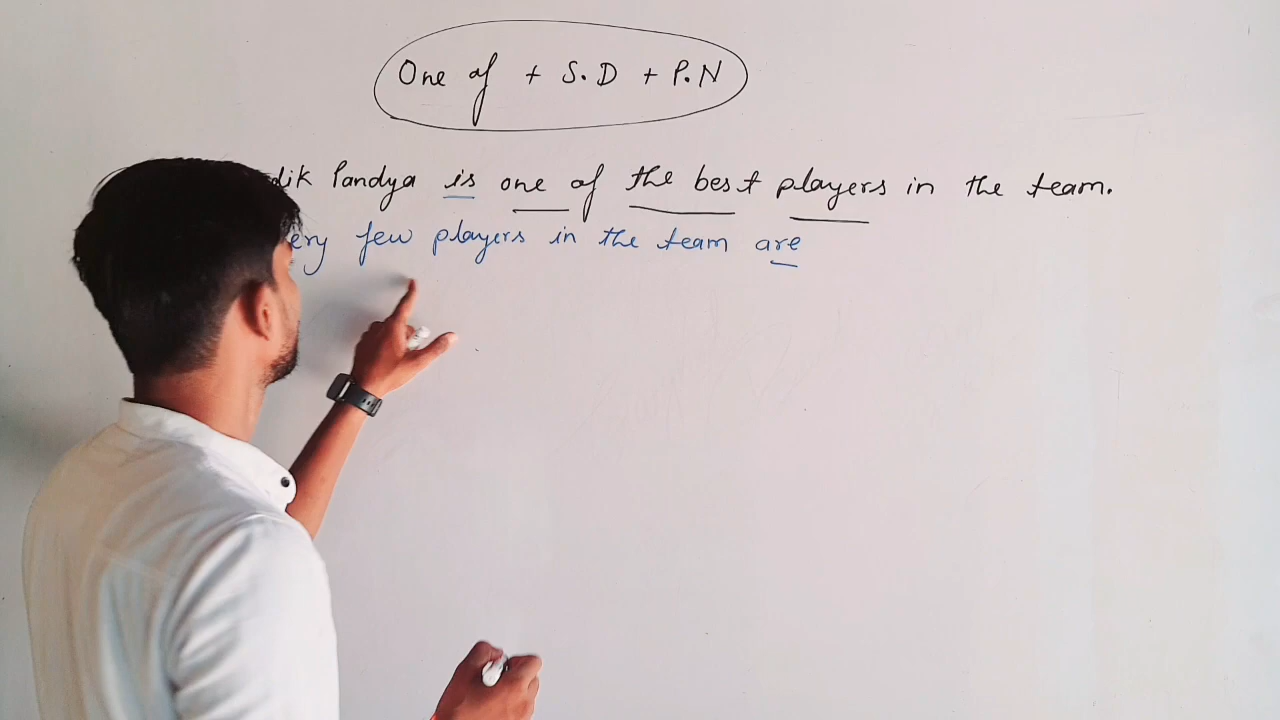 One of + S.D + P.N
dik Pandya is one of the best players in the team.
ery few players in the team are